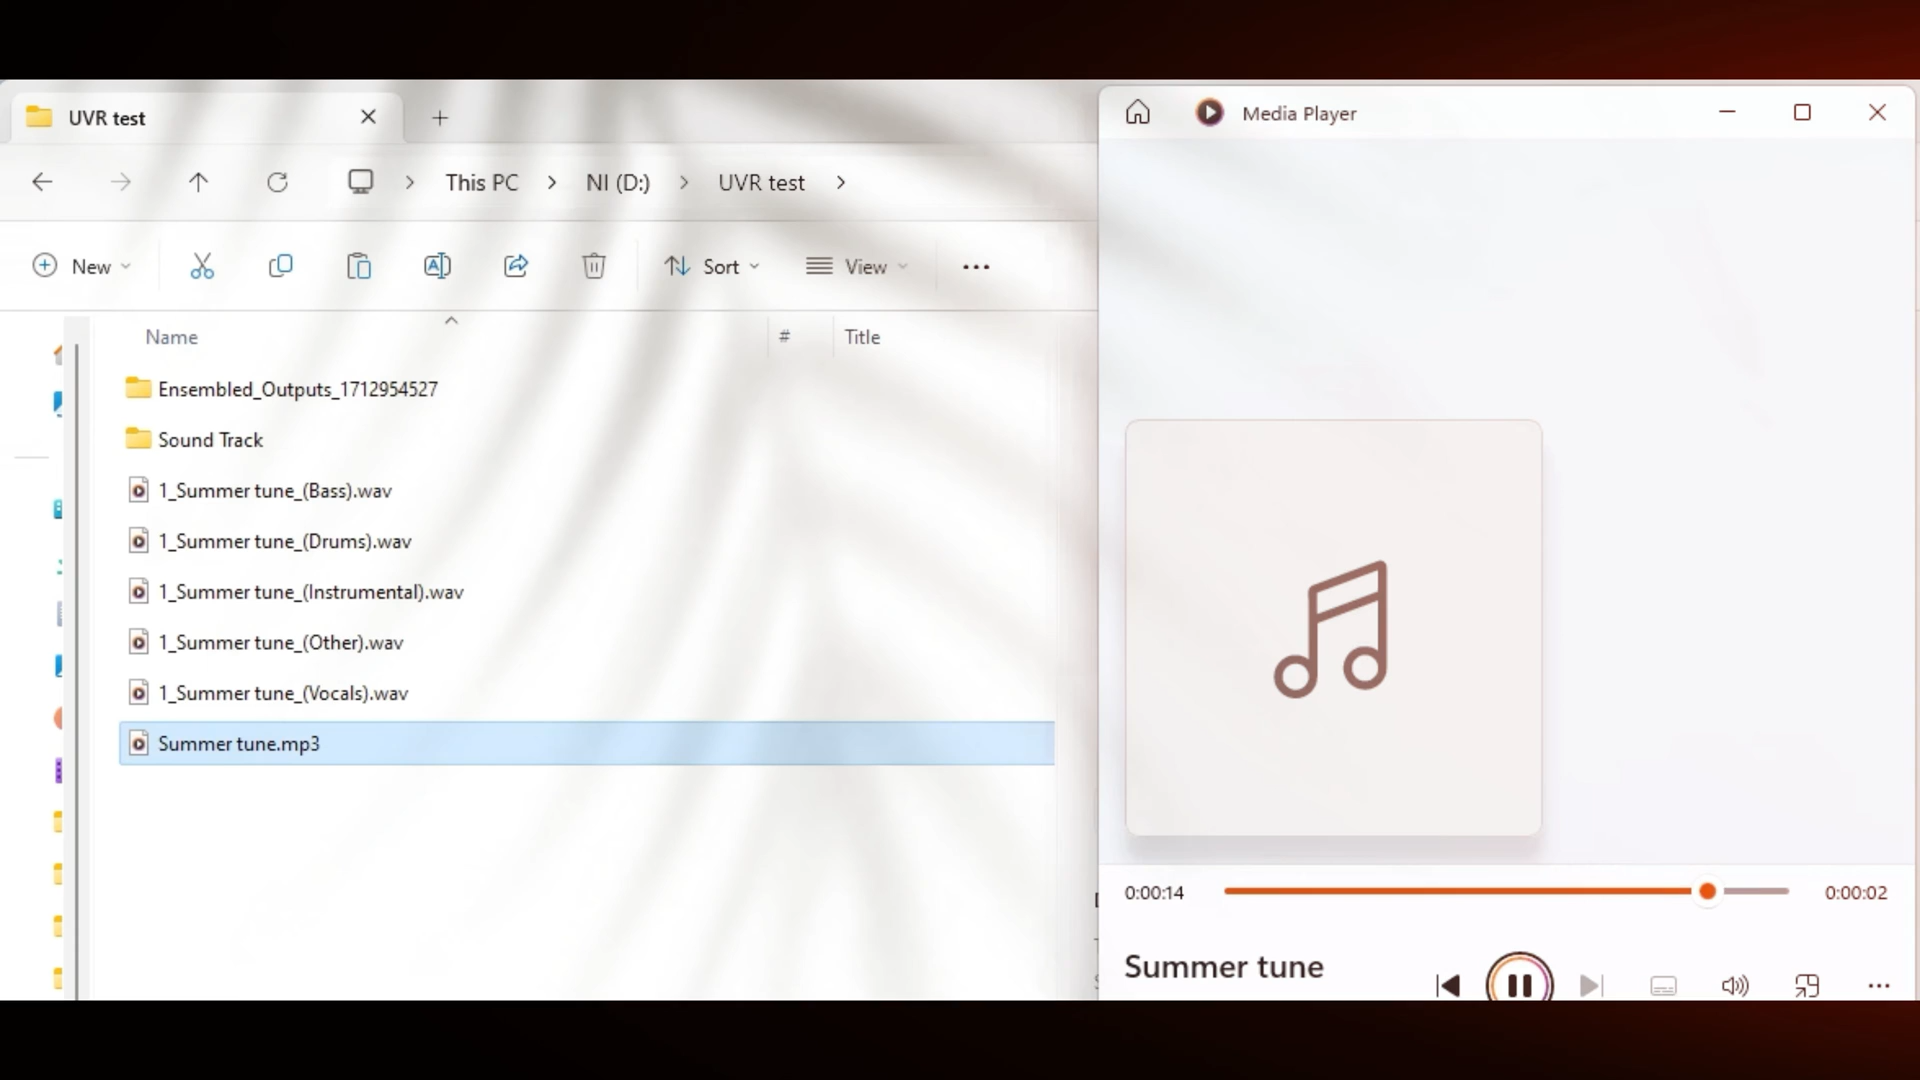 UVR test
Media Player
This PC
NI (D:)
UVR test
New
Sort
View
Name
#
Title
Ensembled_Outputs_1712954527
Sound Track
1_Summer tune_(Bass).wav
1_Summer tune_(Drums).wav
1_Summer tune_(Instrumental).wav
1_Summer tune_(Other).wav
1_Summer tune_(Vocals).wav
Summer tune.mp3
0:00:14
0:00:02
Summer tune